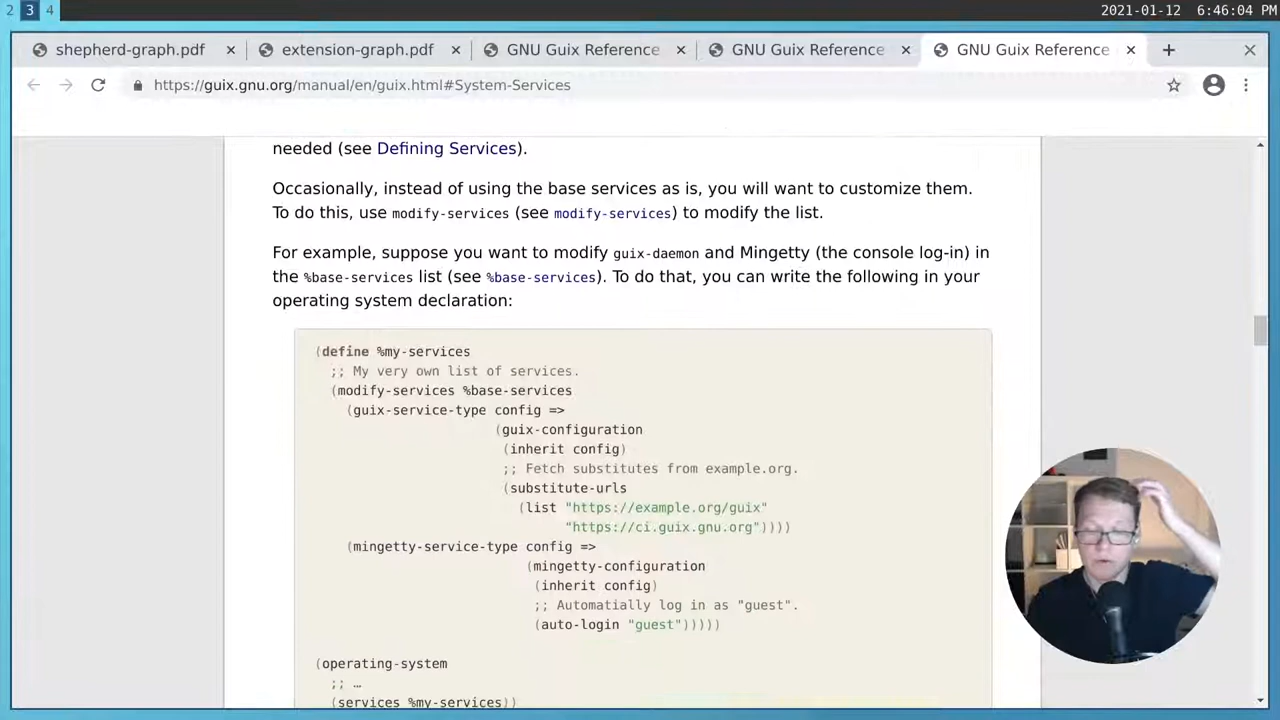 2 3 4 2021-01-12 6:46:04 PM
shepherd-graph.pdf extension-graph.pdf GNU Guix Reference GNU Guix Reference GNU Guix Reference
https://guix.gnu.org/manual/en/guix.html#System-Services
needed (see Defining Services).
Occasionally, instead of using the base services as is, you will want to customize them.
To do this, use modify-services (see modify-services) to modify the list.
For example, suppose you want to modify guix-daemon and Mingetty (the console log-in) in
the %base-services list (see %base-services). To do that, you can write the following in your
operating system declaration:
(define %my-services
;; My very own list of services.
(modify-services %base-services
(guix-service-type config =>
(guix-configuration
(inherit config)
;; Fetch substitutes from example.org.
(substitute-urls
(list "https://example.org/guix"
"https://ci.guix.gnu.org"))))
(mingetty-service-type config =>
(mingetty-configuration
(inherit config)
;; Automatially log in as "guest".
(auto-login "guest")))))
(operating-system
;; …
(services %my-services))